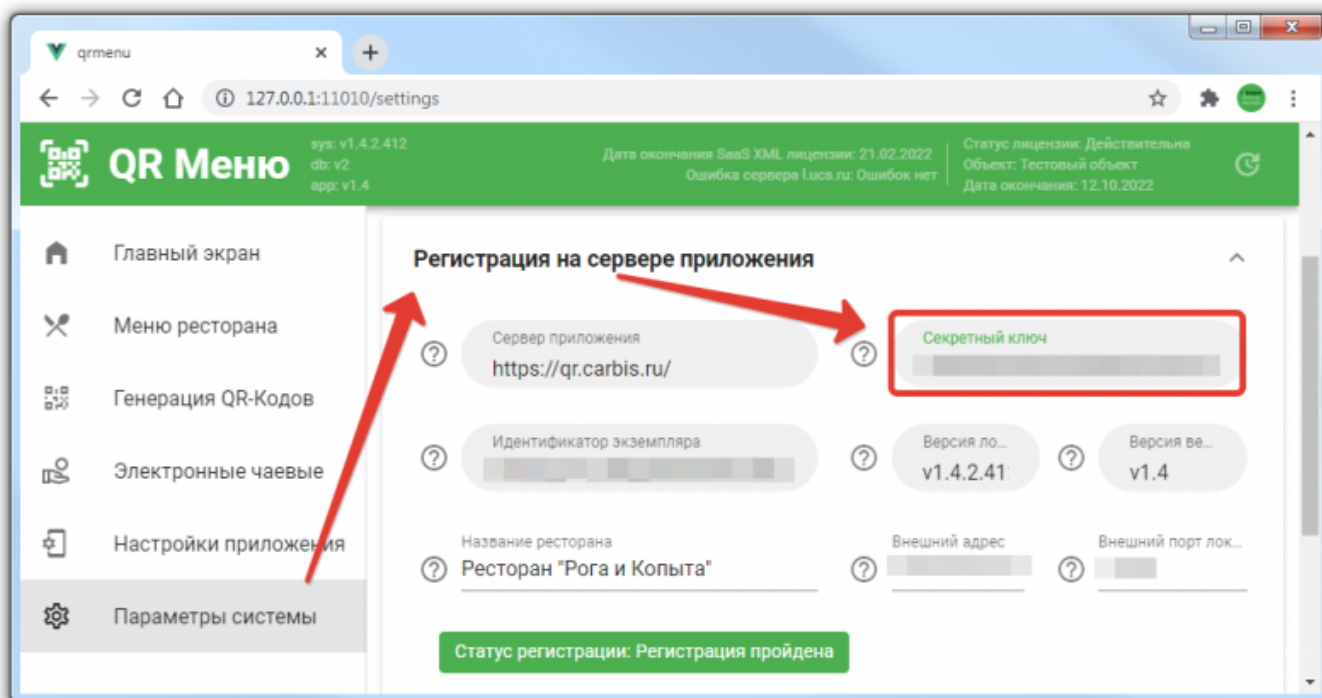 qrmenu
127.0.0.1:11010/settings
QR Меню
sys: v1.4.2.412
db: v2
app: v1.4
Дата окончания SaaS XML лицензии: 21.02.2022
Ошибка сервера l.ucs.ru: Ошибок нет
Статус лицензии: Действительна
Объект: Тестовый объект
Дата окончания: 12.10.2022
Главный экран
Меню ресторана
Генерация QR-Кодов
Электронные чаевые
Настройки приложения
Параметры системы
Регистрация на сервере приложения
Сервер приложения
https://qr.carbis.ru/
Секретный ключ
Идентификатор экземпляра
Версия ло...
v1.4.2.41
Версия ве...
v1.4
Название ресторана
Ресторан "Рога и Копыта"
Внешний адрес
Внешний порт лок...
Статус регистрации: Регистрация пройдена